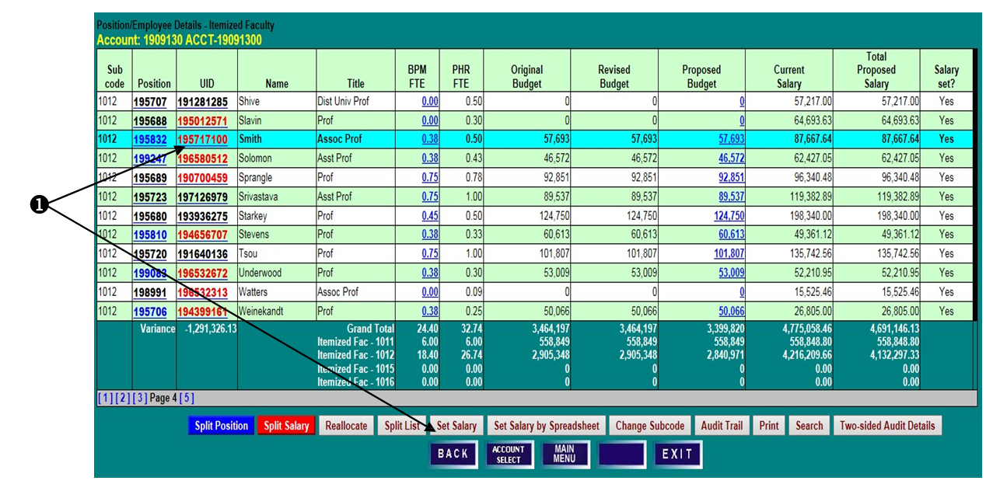 Position/Employee Details - Itemized Faculty
Account: 1909130 ACCT-19091300
Sub code Position UID Name Title BPM FTE PHR FTE Original Budget Revised Budget Proposed Budget Current Salary Total Proposed Salary Salary set?
1012 195707 191281285 Shive Dist Univ Prof 0.00 0.50 0 0 0 57,217.00 57,217.00 Yes
1012 195688 195012571 Slavin Prof 0.00 0.30 0 0 0 64,693.63 64,693.63 Yes
1012 195832 195717100 Smith Assoc Prof 0.38 0.50 57,693 57,693 57,693 87,667.64 87,667.64 Yes
1012 199247 196580512 Solomon Asst Prof 0.38 0.43 46,572 46,572 46,572 62,427.05 62,427.05 Yes
1012 195689 190700459 Sprangle Prof 0.75 0.78 92,851 92,851 92,851 96,340.48 96,340.48 Yes
1012 195723 197126979 Srivastava Asst Prof 0.75 1.00 89,537 89,537 89,537 119,382.89 119,382.89 Yes
1012 195680 193936275 Starkey Prof 0.45 0.50 124,750 124,750 124,750 198,340.00 198,340.00 Yes
1012 195810 194656707 Stevens Prof 0.38 0.33 60,613 60,613 60,613 49,361.12 49,361.12 Yes
1012 195720 191640136 Tsou Prof 0.75 1.00 101,807 101,807 101,807 135,742.56 135,742.56 Yes
1012 199083 196532672 Underwood Prof 0.38 0.30 53,009 53,009 53,009 52,210.95 52,210.95 Yes
1012 198991 196532313 Watters Assoc Prof 0.00 0.09 0 0 0 15,525.46 15,525.46 Yes
1012 195706 194399161 Weinekandt Prof 0.38 0.25 50,066 50,066 50,066 26,805.00 26,805.00 Yes
Variance -1,291,326.13 Grand Total 24.40 32.74 3,464,197 3,464,197 3,399,820 4,775,058.46 4,691,146.13
Itemized Fac - 1011 6.00 6.00 558,849 558,849 558,849 558,848.80 558,848.80
Itemized Fac - 1012 18.40 26.74 2,905,348 2,905,348 2,840,971 4,216,209.66 4,132,297.33
Itemized Fac - 1015 0.00 0.00 0 0 0 0.00 0.00
Itemized Fac - 1016 0.00 0.00 0 0 0 0.00 0.00
❶
[ 1 ] [ 2 ] [ 3 ] Page 4 [ 5 ]
Split Position Split Salary Reallocate Split List Set Salary Set Salary by Spreadsheet Change Subcode Audit Trail Print Search Two-sided Audit Details
BACK ACCOUNT SELECT MAIN MENU EXIT